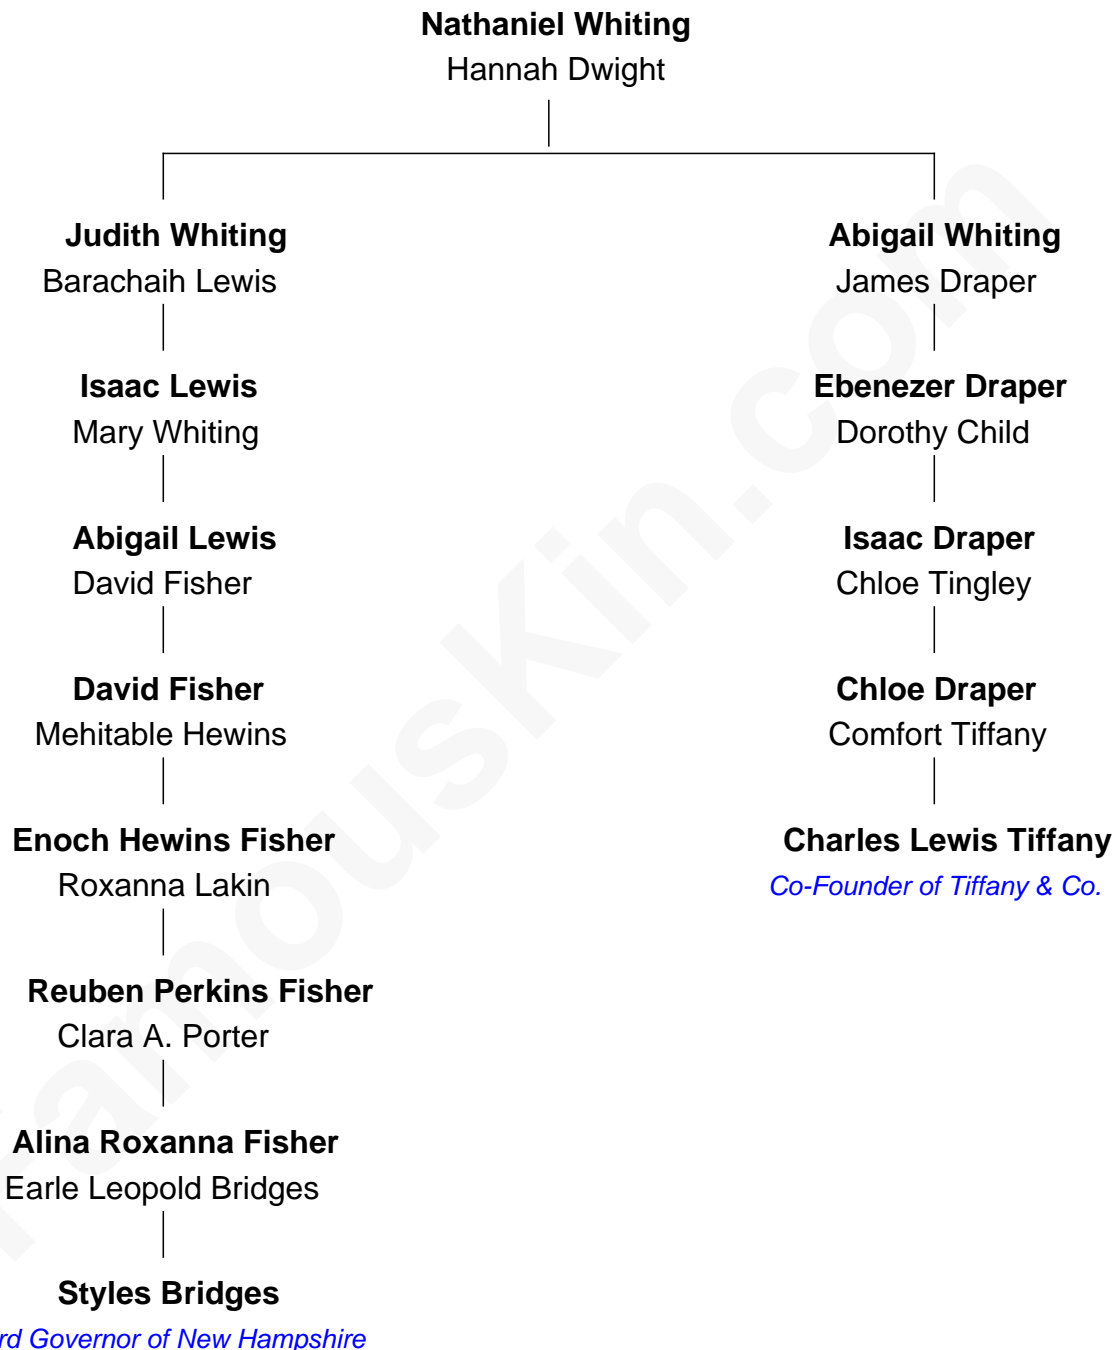 Nathaniel Whiting
Hannah Dwight
Judith Whiting
Barachaih Lewis
Isaac Lewis
Mary Whiting
Abigail Lewis
David Fisher
David Fisher
Mehitable Hewins
Enoch Hewins Fisher
Roxanna Lakin
Reuben Perkins Fisher
Clara A. Porter
Alina Roxanna Fisher
Earle Leopold Bridges
Styles Bridges
rd Governor of New Hampshire
Abigail Whiting
James Draper
Ebenezer Draper
Dorothy Child
Isaac Draper
Chloe Tingley
Chloe Draper
Comfort Tiffany
Charles Lewis Tiffany
Co-Founder of Tiffany & Co.
FamousKin.com